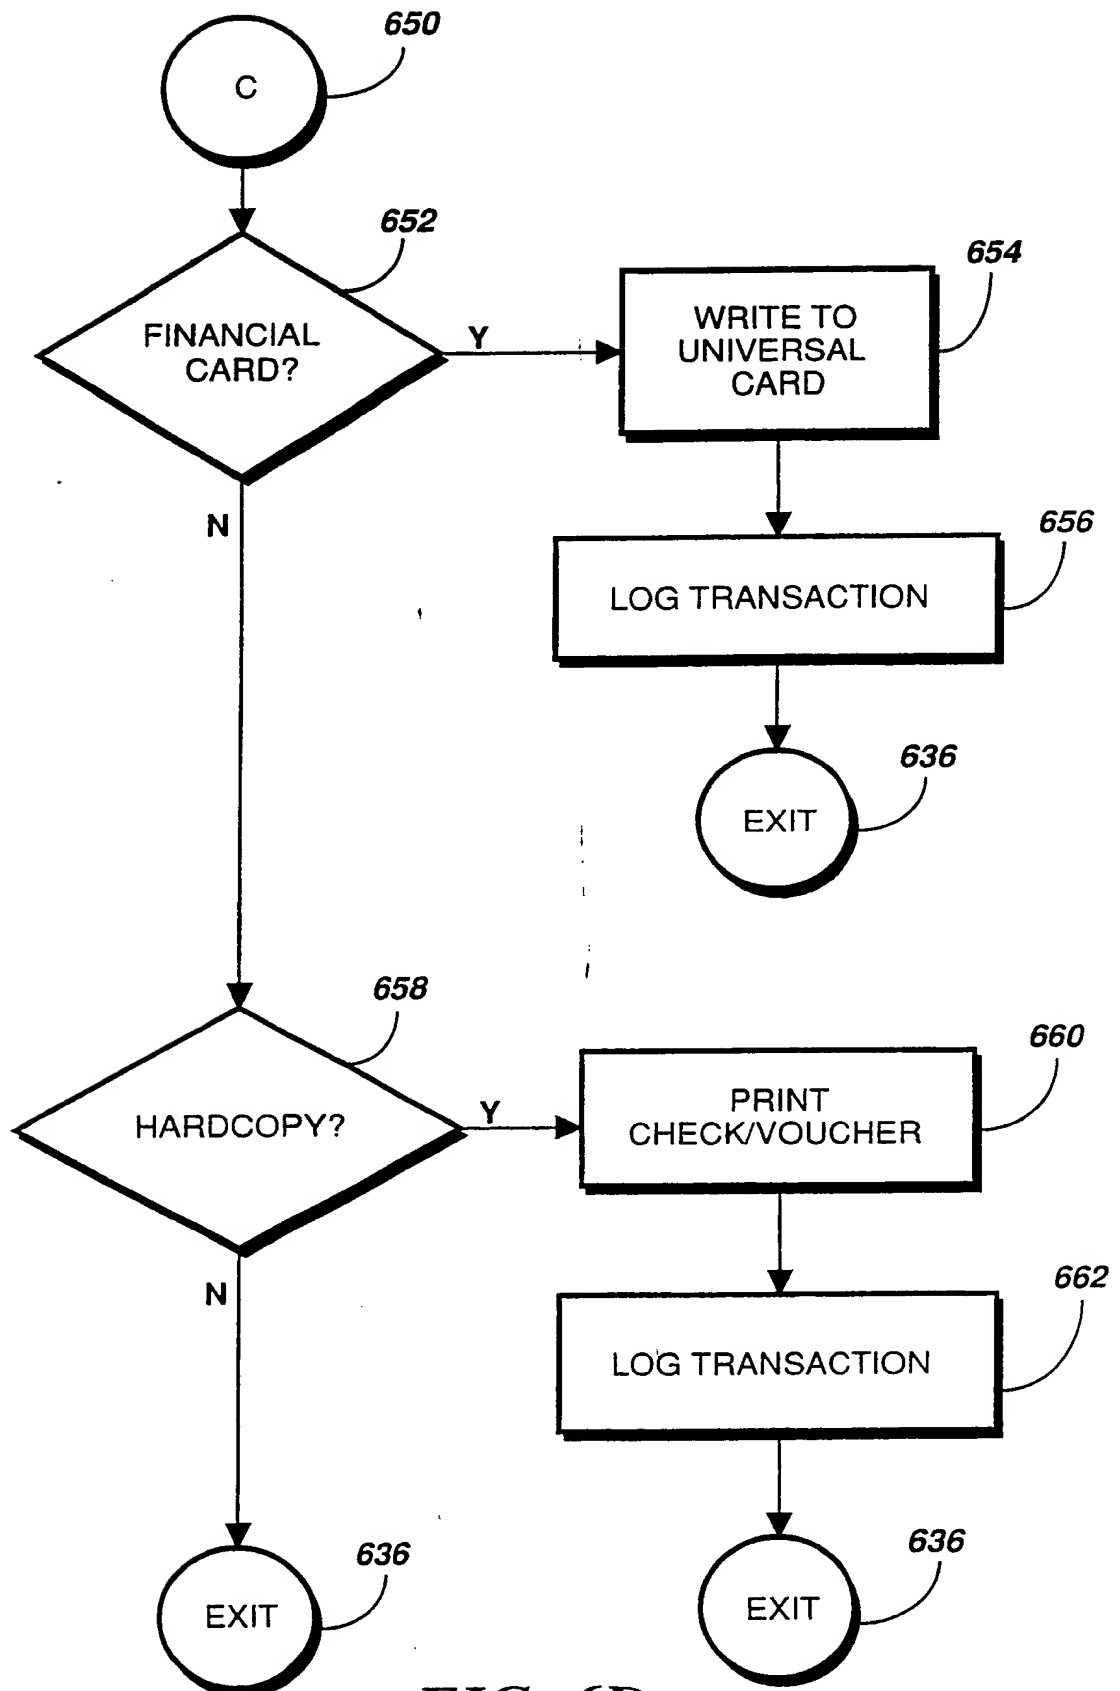 650
C
652
FINANCIAL
CARD?
Y
654
WRITE TO
UNIVERSAL
CARD
N
656
LOG TRANSACTION
636
EXIT
658
HARDCOPY?
Y
660
PRINT
CHECK/VOUCHER
N
662
LOG TRANSACTION
636
EXIT
636
EXIT